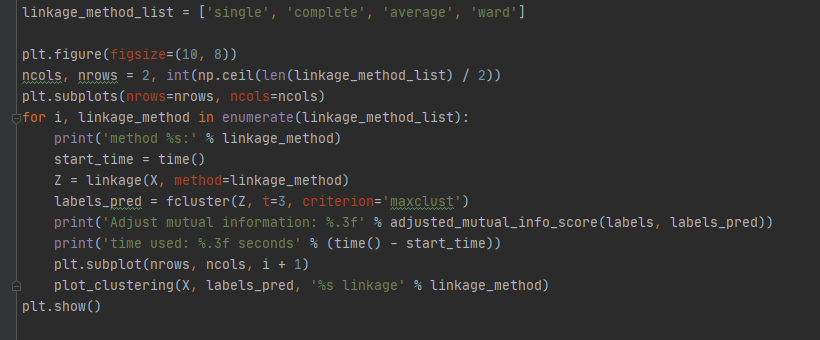 linkage_method_list = ['single', 'complete', 'average', 'ward']
plt.figure(figsize=(10, 8))
ncols, nrows = 2, int(np.ceil(len(linkage_method_list) / 2))
plt.subplots(nrows=nrows, ncols=ncols)
for i, linkage_method in enumerate(linkage_method_list):
    print('method %s:' % linkage_method)
    start_time = time()
    Z = linkage(X, method=linkage_method)
    labels_pred = fcluster(Z, t=3, criterion='maxclust')
    print('Adjust mutual information: %.3f' % adjusted_mutual_info_score(labels, labels_pred))
    print('time used: %.3f seconds' % (time() - start_time))
    plt.subplot(nrows, ncols, i + 1)
    plot_clustering(X, labels_pred, '%s linkage' % linkage_method)
plt.show()